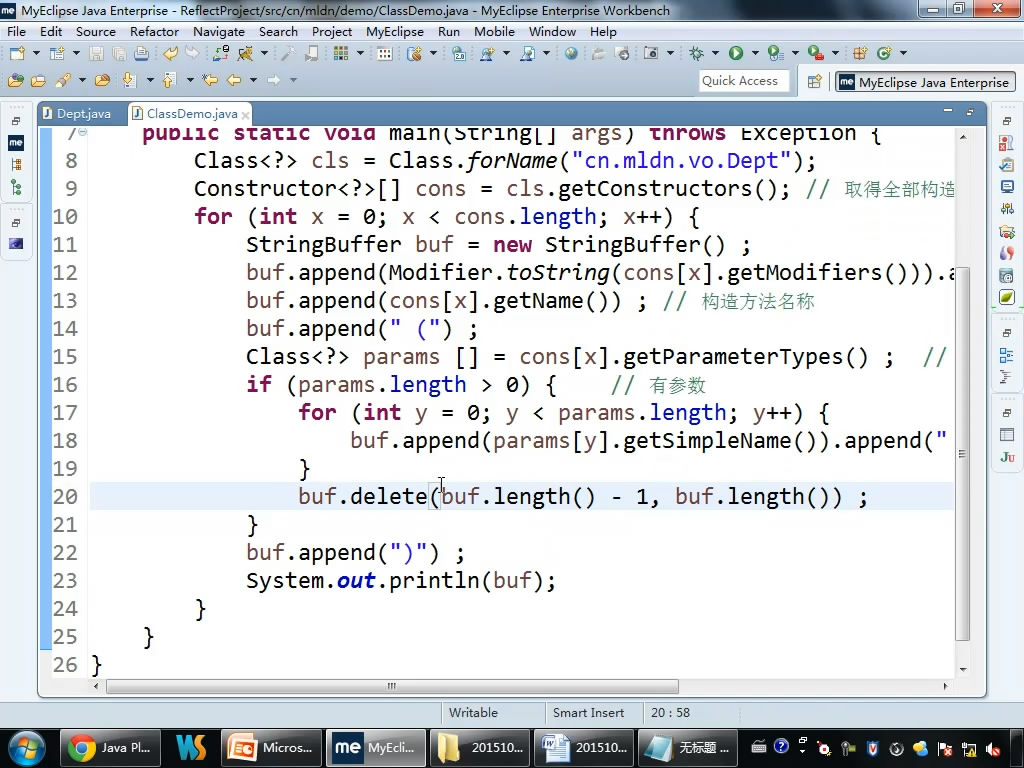 MyEclipse Java Enterprise - ReflectProject/src/cn/mldn/demo/ClassDemo.java - MyEclipse Enterprise Workbench
File Edit Source Refactor Navigate Search Project MyEclipse Run Mobile Window Help
Quick Access
MyEclipse Java Enterprise
Dept.java ClassDemo.java
7 public static void main(String[] args) throws Exception {
8 Class<?> cls = Class.forName("cn.mldn.vo.Dept");
9 Constructor<?>[] cons = cls.getConstructors(); // 取得全部构造
10 for (int x = 0; x < cons.length; x++) {
11 StringBuffer buf = new StringBuffer() ;
12 buf.append(Modifier.toString(cons[x].getModifiers())).a
13 buf.append(cons[x].getName()) ; // 构造方法名称
14 buf.append(" (") ;
15 Class<?> params [] = cons[x].getParameterTypes() ; //
16 if (params.length > 0) { // 有参数
17 for (int y = 0; y < params.length; y++) {
18 buf.append(params[y].getSimpleName()).append("
19 }
20 buf.delete(buf.length() - 1, buf.length()) ;
21 }
22 buf.append(")") ;
23 System.out.println(buf);
24 }
25 }
26 }
Writable Smart Insert 20 : 58
Java Pl... Micros... MyEcli... 201510... 201510... 无标题 ...